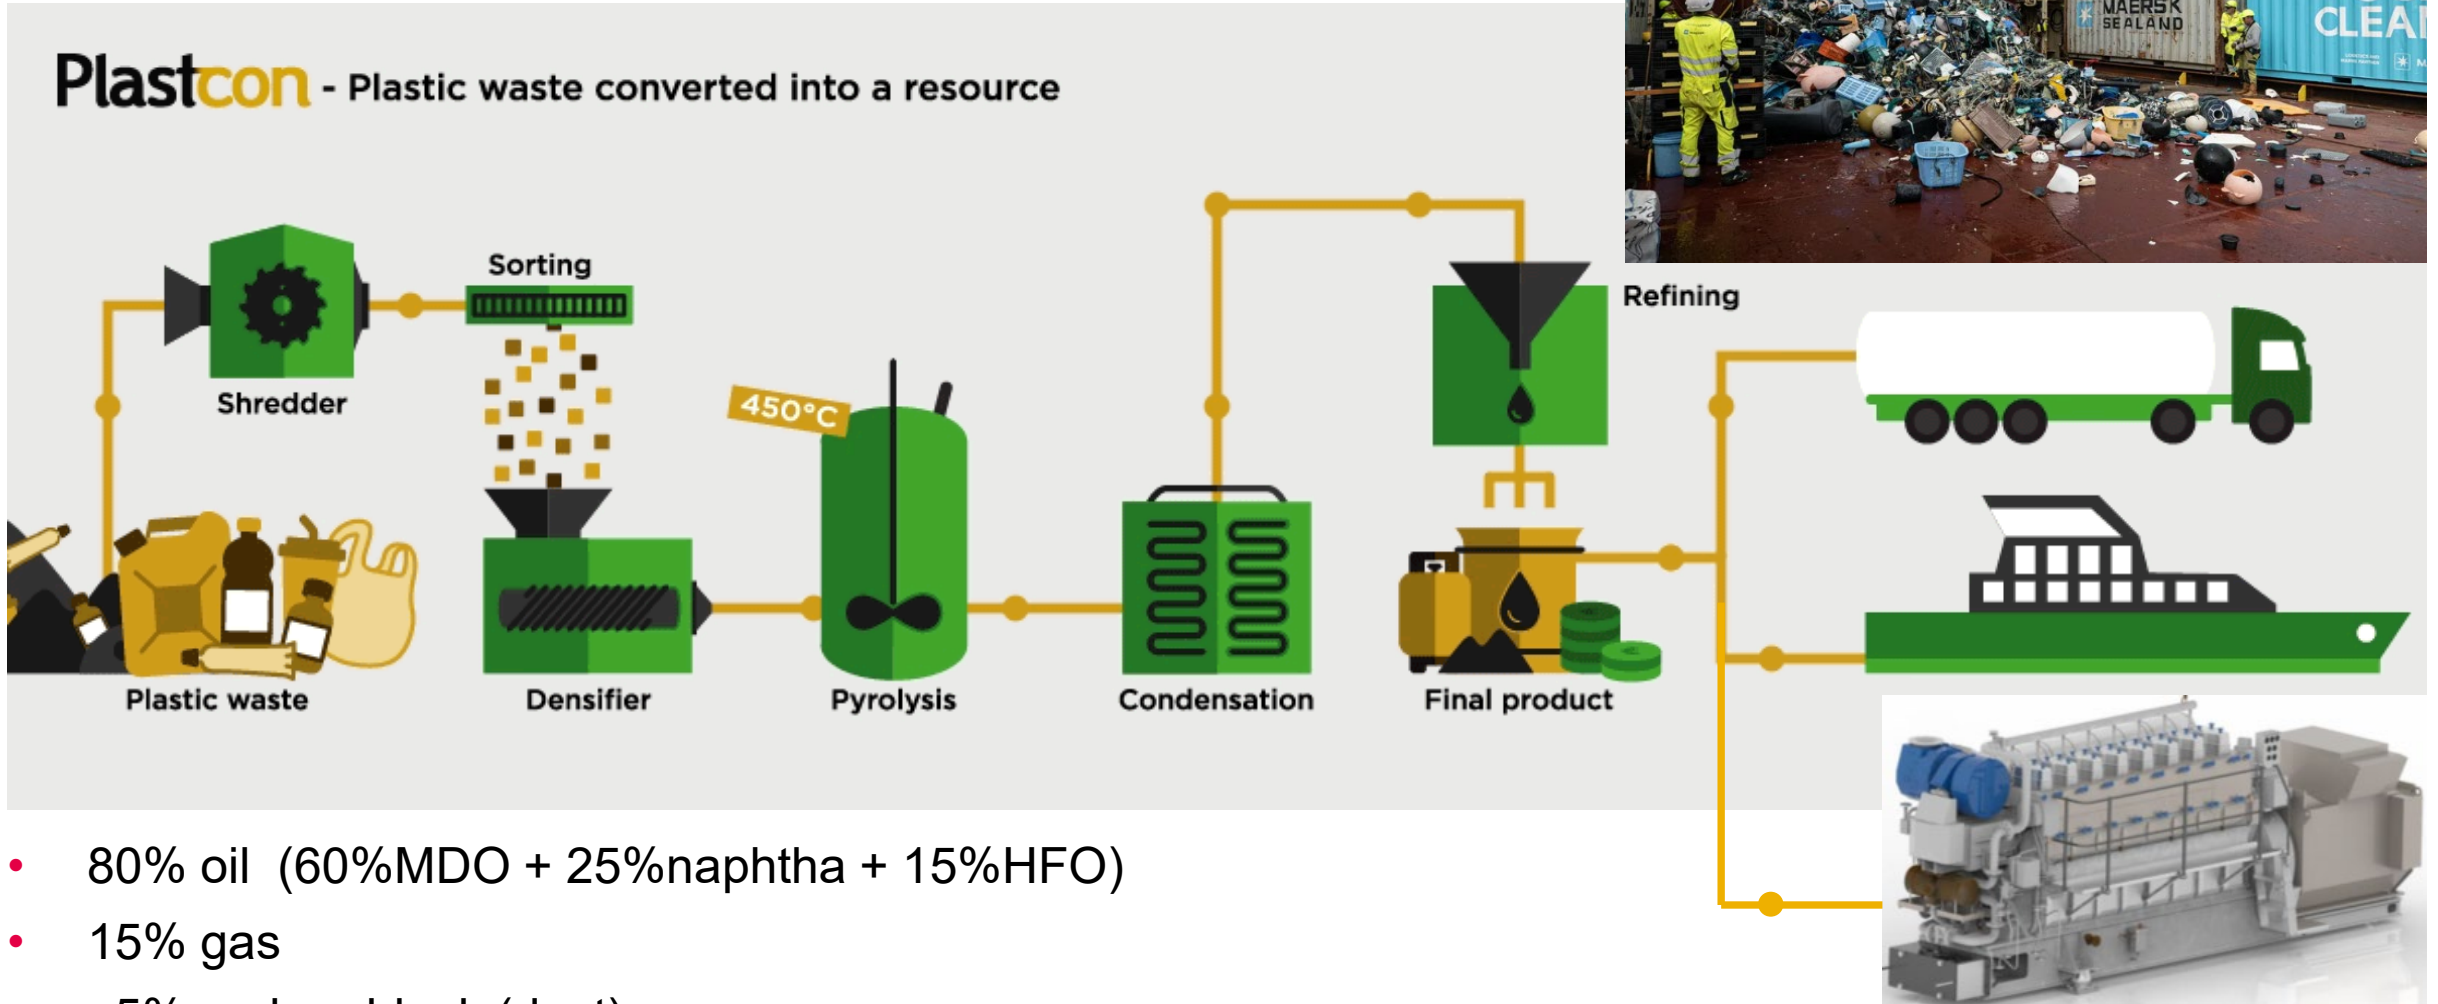 Plastcon - Plastic waste converted into a resource
MAERSK
SEALAND
Sorting
Refining
Shredder
450°C
Plastic waste
Densifier
Pyrolysis
Condensation
Final product
• 80% oil (60%MDO + 25%naphtha + 15%HFO)
• 15% gas